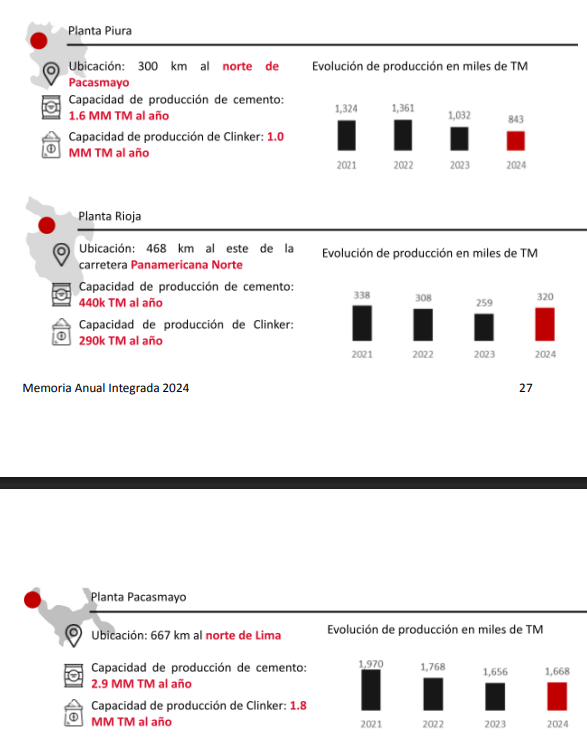 Planta Piura
Ubicación: 300 km al norte de
Pacasmayo
Capacidad de producción de cemento:
1.6 MM TM al año
Capacidad de producción de Clinker: 1.0
MM TM al año
Evolución de producción en miles de TM
1,324 1,361 1,032 843
2021 2022 2023 2024
Planta Rioja
Ubicación: 468 km al este de la
carretera Panamericana Norte
Capacidad de producción de cemento:
440k TM al año
Capacidad de producción de Clinker:
290k TM al año
Evolución de producción en miles de TM
338 308 259 320
2021 2022 2023 2024
Memoria Anual Integrada 2024 27
Planta Pacasmayo
Ubicación: 667 km al norte de Lima
Capacidad de producción de cemento:
2.9 MM TM al año
Capacidad de producción de Clinker: 1.8
MM TM al año
Evolución de producción en miles de TM
1,970 1,768 1,656 1,668
2021 2022 2023 2024